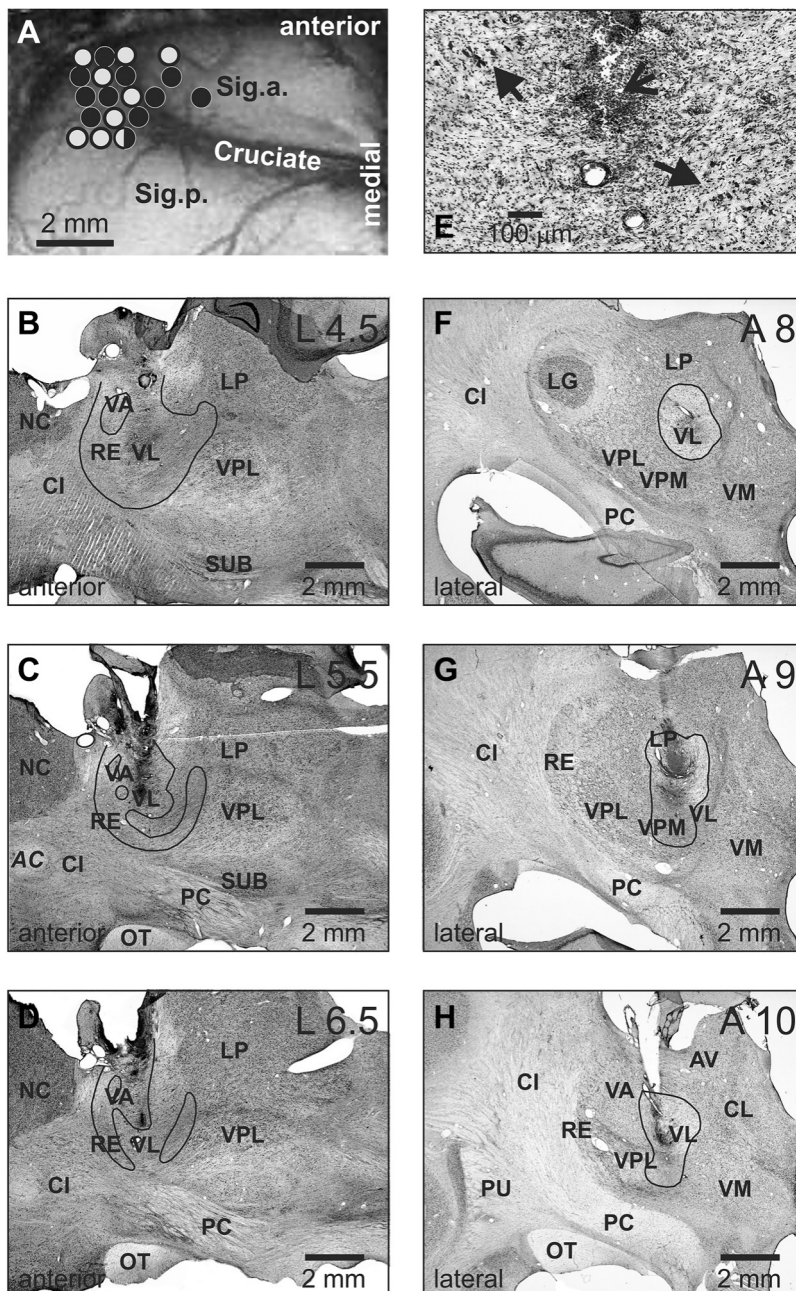 A
anterior
Sig.a.
Cruciate
Sig.p.
medial
2 mm
E
100 μm
B
L 4.5
LP
VA
NC
RE VL
VPL
CI
SUB
anterior
2 mm
F
A 8
LP
LG
CI
VL
VPL
VPM
VM
PC
lateral
2 mm
C
L 5.5
NC
LP
VA
VL
RE
VPL
AC
CI
SUB
PC
anterior
OT
2 mm
G
A 9
LP
CI
RE
VPL
VL
VPM
VM
PC
lateral
2 mm
D
L 6.5
LP
NC
VA
RE VL
VPL
CI
PC
OT
anterior
2 mm
H
A 10
AV
CI
VA
CL
RE
VL
VPL
PU
VM
PC
OT
lateral
2 mm